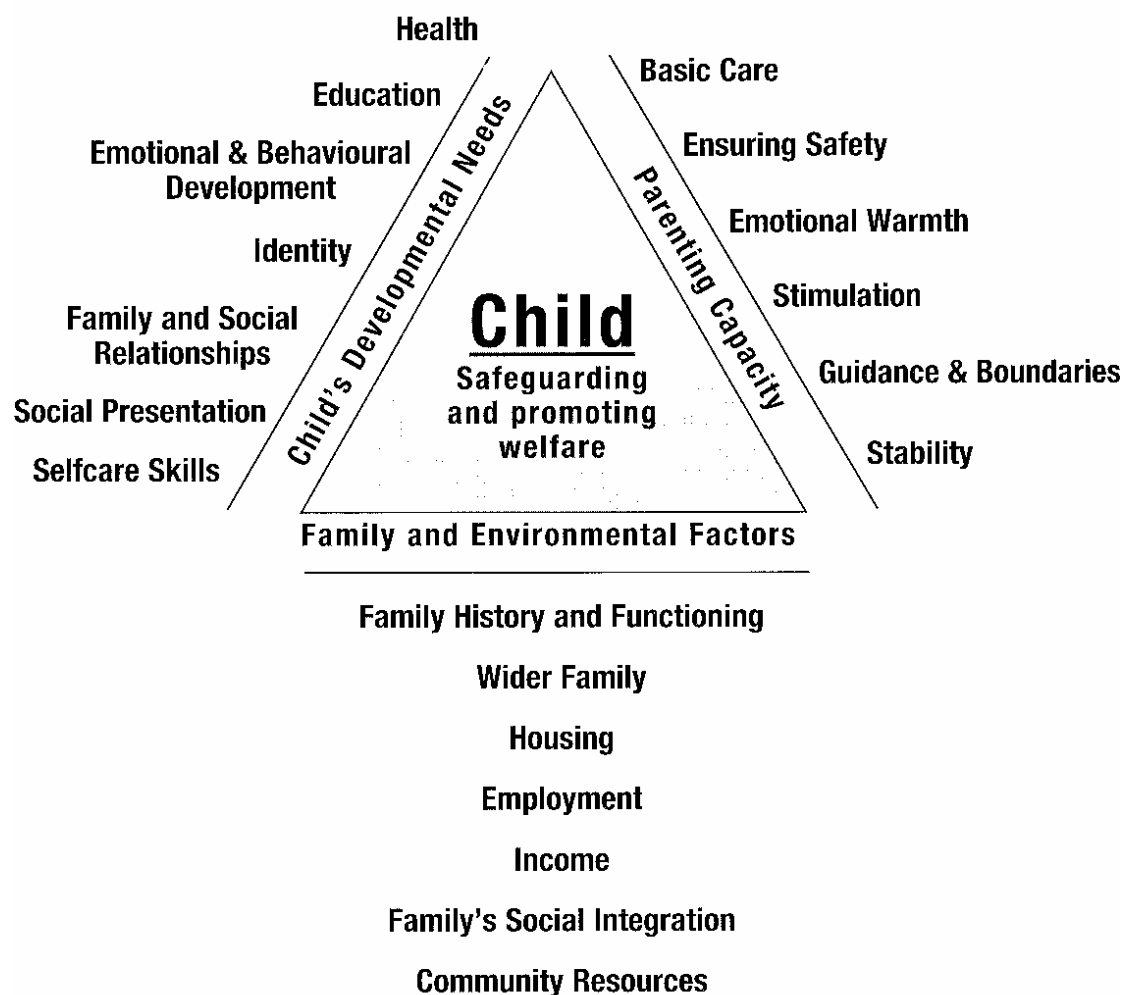 Health
Education
Emotional & Behavioural
Development
Identity
Family and Social
Relationships
Social Presentation
Selfcare Skills
Child's Developmental Needs
Child
Safeguarding
and promoting
welfare
Parenting Capacity
Basic Care
Ensuring Safety
Emotional Warmth
Stimulation
Guidance & Boundaries
Stability
Family and Environmental Factors
Family History and Functioning
Wider Family
Housing
Employment
Income
Family's Social Integration
Community Resources